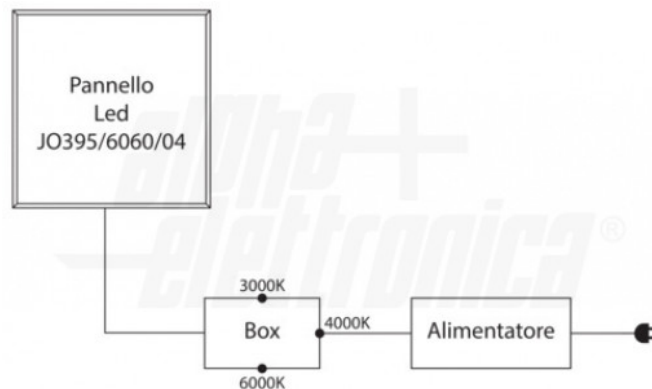 Pannello
Led
JO395/6060/04
alpha
elettronica®
3000K
Box
4000K
Alimentatore
6000K